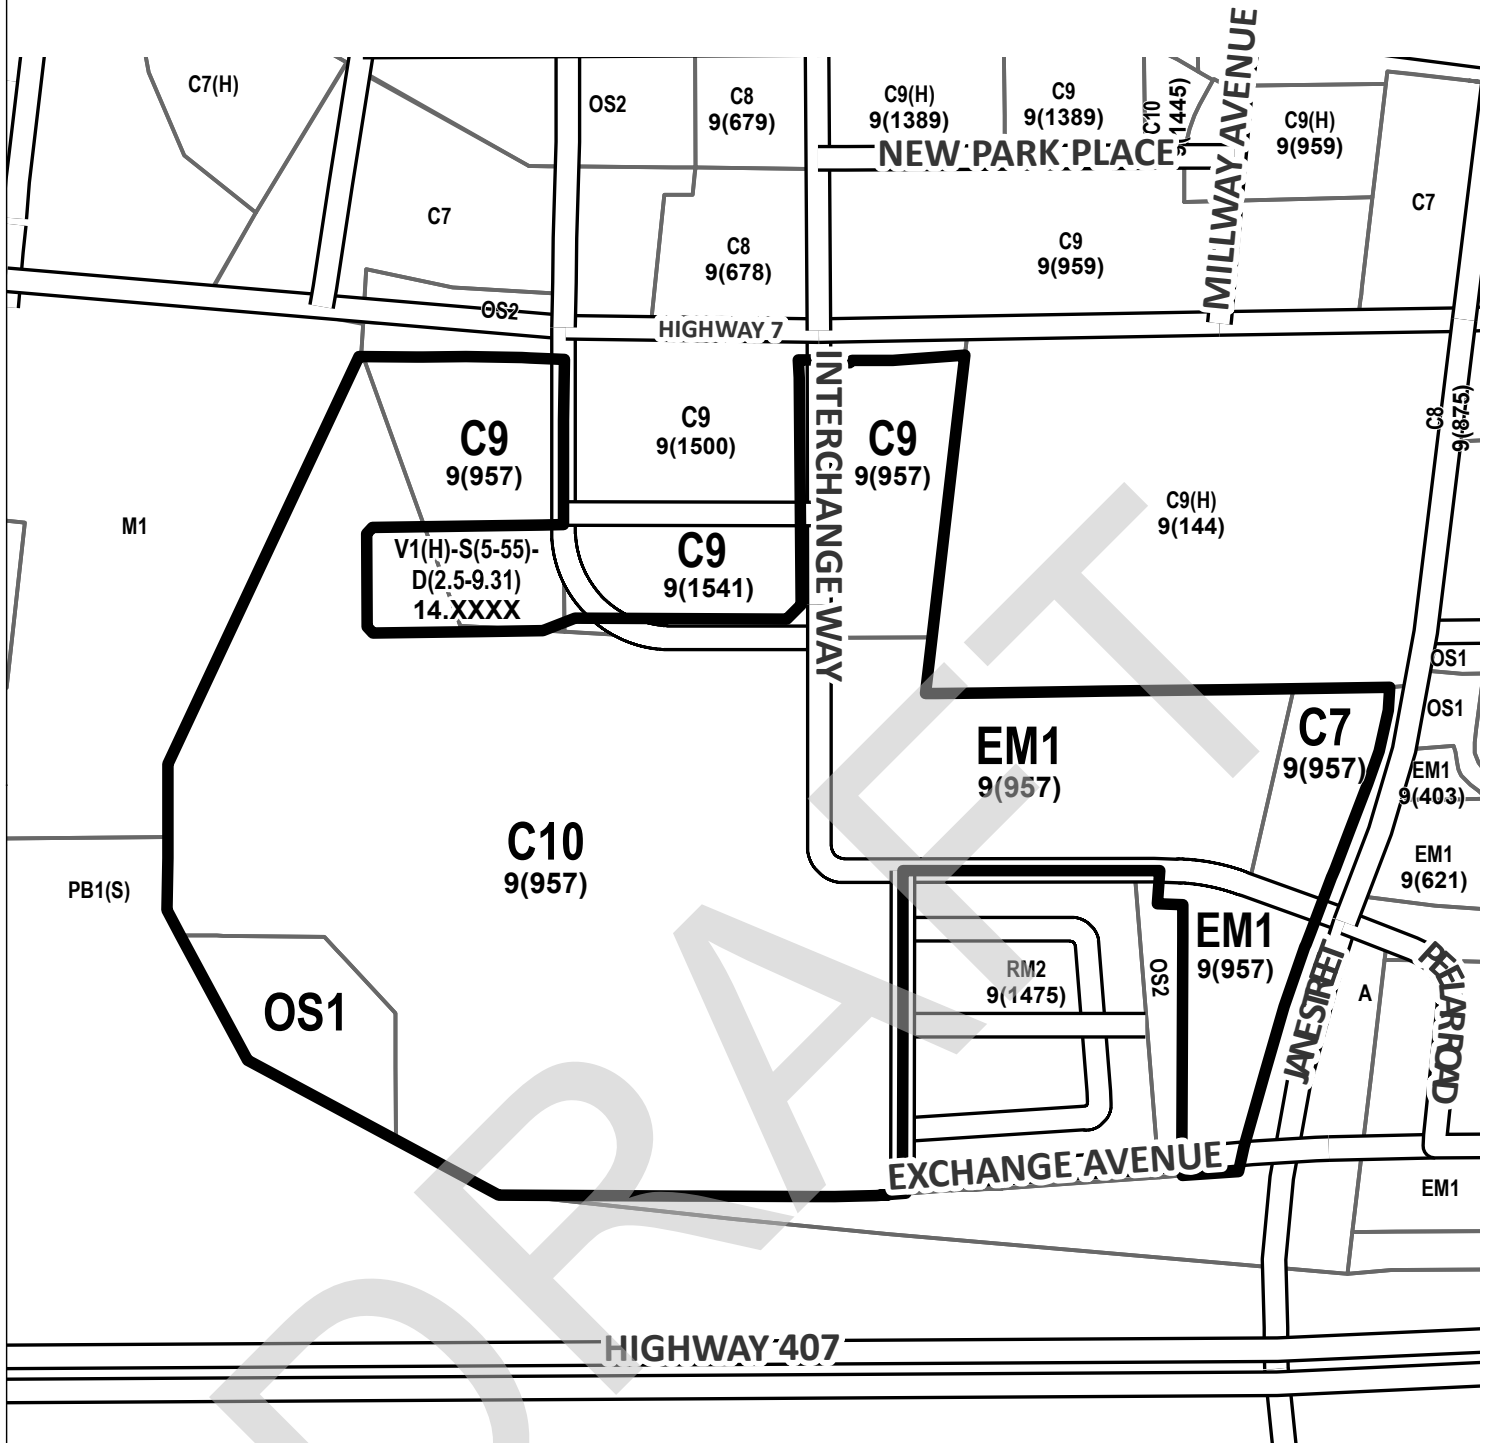 C7(H)
OS2
C8
9(679)
C9(H)
9(1389)
C9
9(1389)
C10
9(1445)
MILLWAY AVENUE
C9(H)
9(959)
NEW PARK PLACE
C7
C7
C8
9(678)
C9
9(959)
OS2
HIGHWAY 7
INTERCHANGE WAY
C9
9(957)
C9
9(1500)
C9
9(957)
C8
9(875)
M1
C9(H)
9(144)
V1(H)-S(5-55)-
D(2.5-9.31)
14.XXXX
C9
9(1541)
OS1
OS1
EM1
9(957)
C7
9(957)
EM1
9(403)
C10
9(957)
EM1
9(621)
PB1(S)
EM1
9(957)
RM2
9(1475)
OS2
JANE STREET
A
PEELAR ROAD
OS1
EXCHANGE AVENUE
EM1
HIGHWAY 407
DRAFT